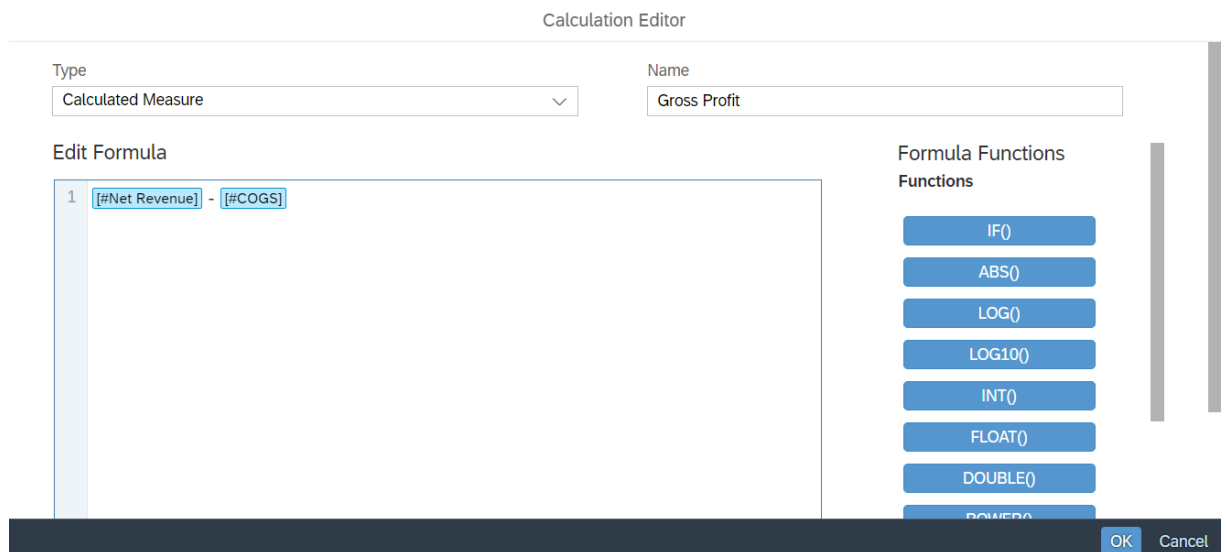 Calculation Editor
Type
Calculated Measure
Name
Gross Profit
Edit Formula
1 [#Net Revenue] - [#COGS]
Formula Functions
Functions
IF()
ABS()
LOG()
LOG10()
INT()
FLOAT()
DOUBLE()
POWER()
OK Cancel